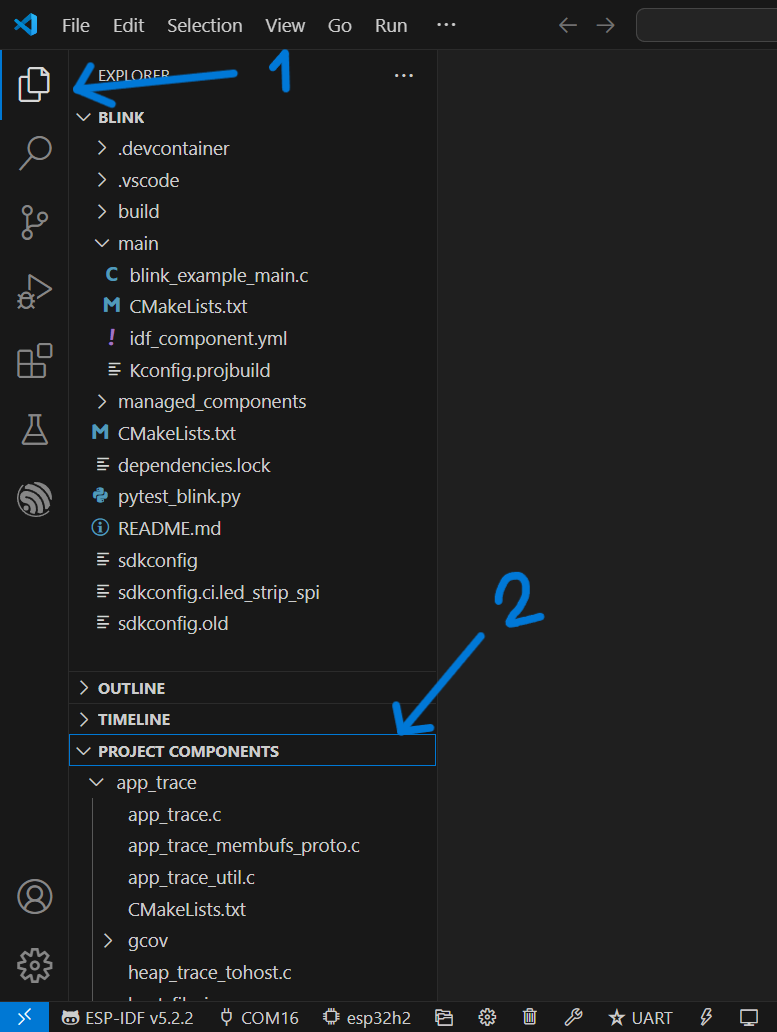 File Edit Selection View Go Run ···
1
EXPLORER ···
BLINK
.devcontainer
.vscode
build
main
C blink_example_main.c
M CMakeLists.txt
! idf_component.yml
Kconfig.projbuild
managed_components
M CMakeLists.txt
dependencies.lock
pytest_blink.py
README.md
sdkconfig
sdkconfig.ci.led_strip_spi
sdkconfig.old
2
OUTLINE
TIMELINE
PROJECT COMPONENTS
app_trace
app_trace.c
app_trace_membufs_proto.c
app_trace_util.c
CMakeLists.txt
gcov
heap_trace_tohost.c
ESP-IDF v5.2.2 COM16 esp32h2 UART